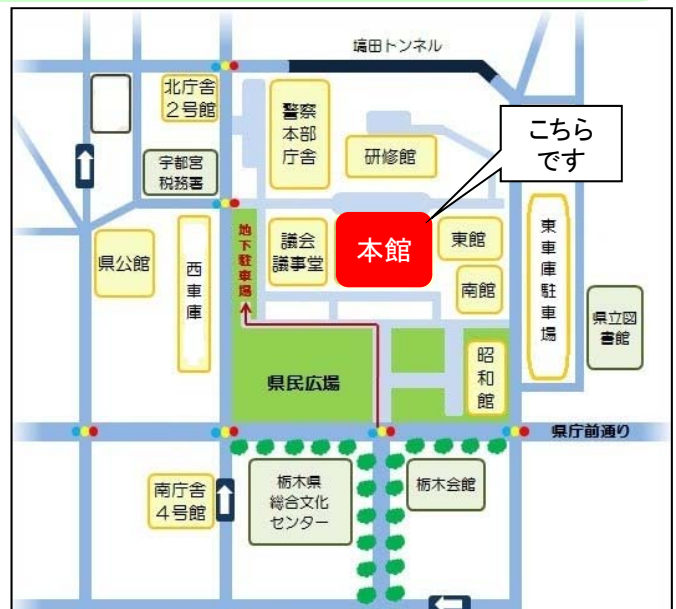 塙田トンネル
北庁舎
2号館
警察
本部
庁舎
研修館
こちら
です
宇都宮
税務署
県公館
西車庫
地下駐車場
議会
議事堂
本館
東館
南館
東車庫駐車場
県立図
書館
県民広場
昭和館
県庁前通り
南庁舎
4号館
栃木県
総合文化
センター
栃木会館